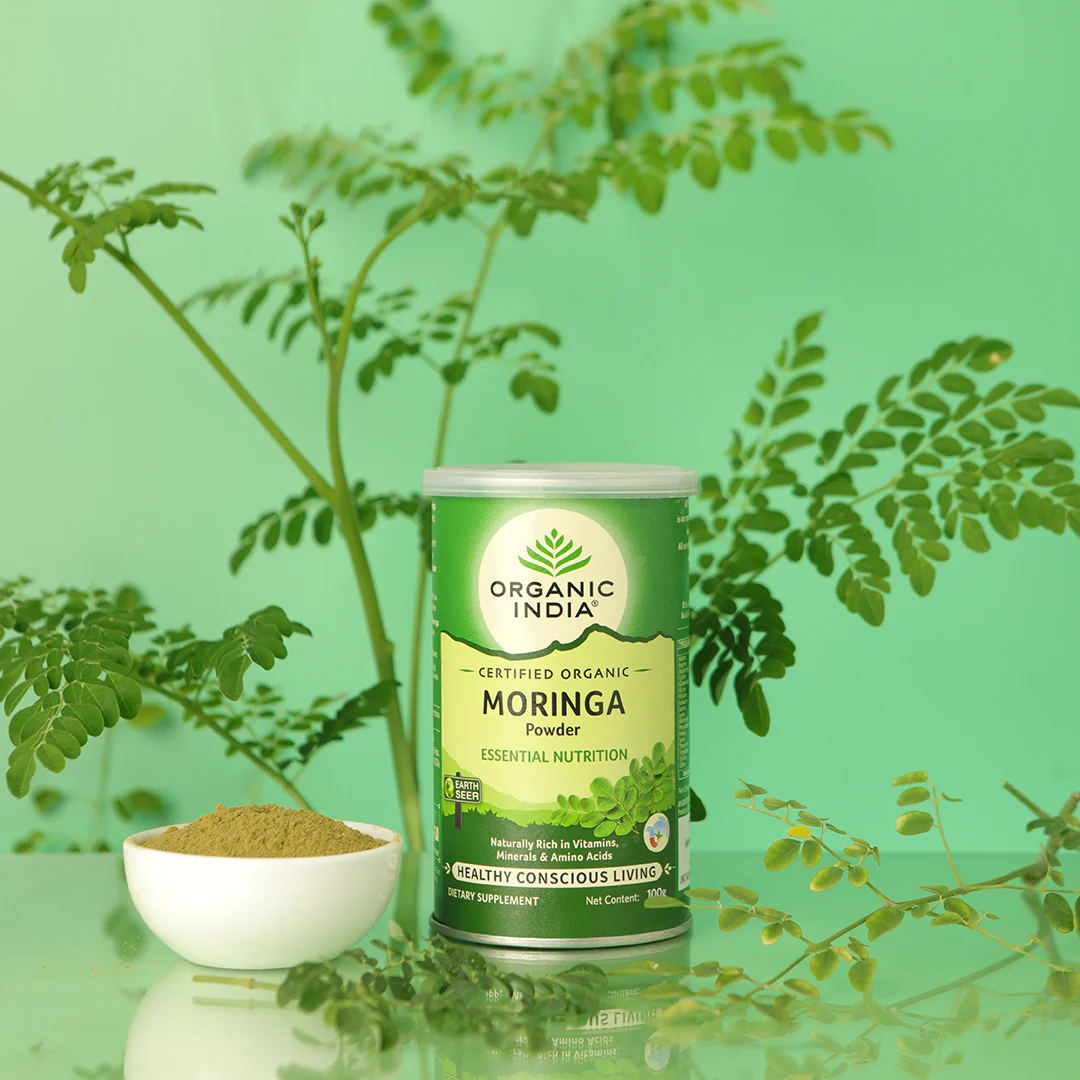 ORGANIC
INDIA®
CERTIFIED ORGANIC
MORINGA
Powder
ESSENTIAL NUTRITION
EARTH
SEER
Naturally Rich in Vitamins,
Minerals & Amino Acids
HEALTHY CONSCIOUS LIVING
DIETARY SUPPLEMENT
Net Content: 100g